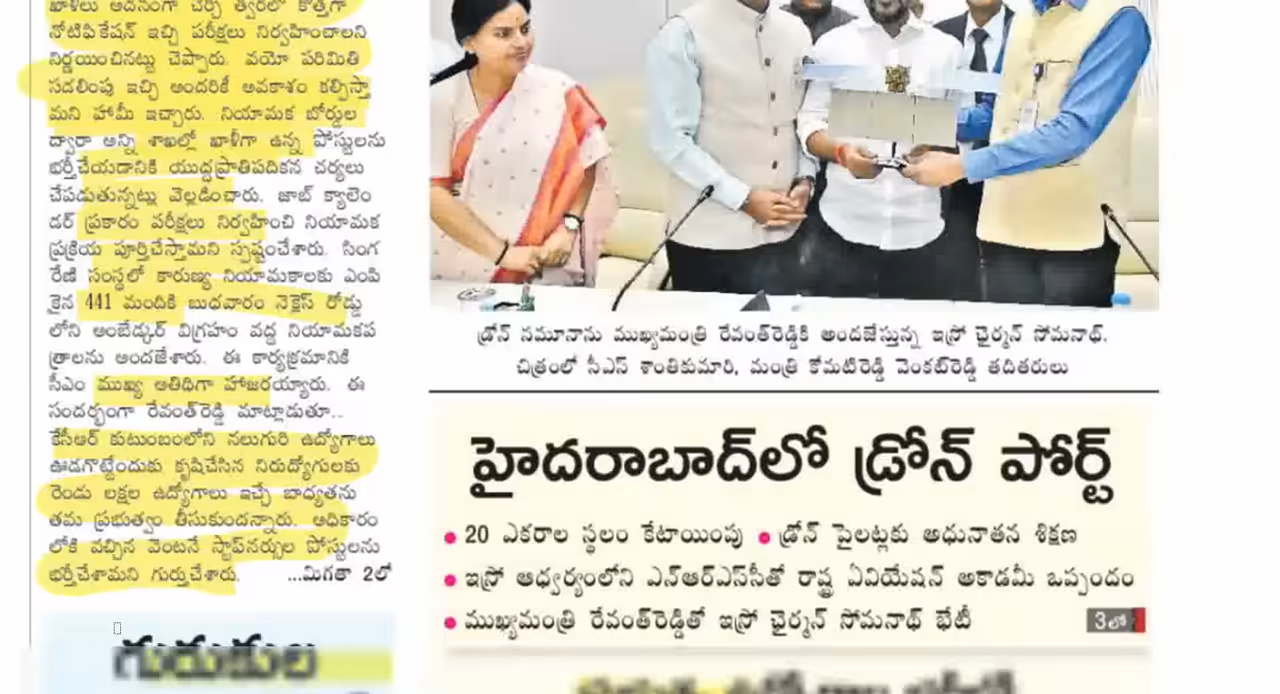 ఖాళీలు అదనంగా చేర్చి త్వరలో కొత్తగా
నోటిఫికేషన్ ఇచ్చి పరీక్షలు నిర్వహించాలని
నిర్ణయించినట్టు చెప్పారు. వయో పరిమితి
సడలింపు ఇచ్చి అందరికీ అవకాశం కల్పిస్తా
మని హామీ ఇచ్చారు. నియామక బోర్డుల
ద్వారా అన్ని శాఖల్లో ఖాళీగా ఉన్న పోస్టులను
భర్తీచేయడానికి యుద్ధప్రాతిపదికన చర్యలు
చేపడుతున్నట్లు వెల్లడించారు. జాబ్ క్యాలెం
డర్ ప్రకారం పరీక్షలు నిర్వహించి నియామక
ప్రక్రియ పూర్తిచేస్తామని స్పష్టంచేశారు. సింగ
రేణి సంస్థలో కారుణ్య నియామకాలకు ఎంపి
కైన 441 మందికి బుధవారం నెక్లెస్ రోడ్డు
లోని అంబేడ్కర్ విగ్రహం వద్ద నియామకప
త్రాలను అందజేశారు. ఈ కార్యక్రమానికి
సీఎం ముఖ్య అతిథిగా హాజరయ్యారు. ఈ
సందర్భంగా రేవంత్‌రెడ్డి మాట్లాడుతూ..
కేసీఆర్ కుటుంబంలోని నలుగురి ఉద్యోగాలు
ఊడగొట్టేందుకు కృషిచేసిన నిరుద్యోగులకు
రెండు లక్షల ఉద్యోగాలు ఇచ్చే బాధ్యతను
తమ ప్రభుత్వం తీసుకుందన్నారు. అధికారం
లోకి వచ్చిన వెంటనే స్టాఫ్‌నర్సుల పోస్టులను
భర్తీచేశామని గుర్తుచేశారు. ...మిగతా 2లో
గురుకుల
డ్రోన్ నమూనాను ముఖ్యమంత్రి రేవంత్‌రెడ్డికి అందజేస్తున్న ఇస్రో ఛైర్మన్ సోమనాథ్.
చిత్రంలో సీఎస్ శాంతికుమారి, మంత్రి కోమటిరెడ్డి వెంకట్‌రెడ్డి తదితరులు
హైదరాబాద్‌లో డ్రోన్ పోర్ట్
• 20 ఎకరాల స్థలం కేటాయింపు • డ్రోన్ పైలట్లకు అధునాతన శిక్షణ
• ఇస్రో ఆధ్వర్యంలోని ఎన్ఆర్ఎస్‌సీతో రాష్ట్ర ఏవియేషన్ అకాడమీ ఒప్పందం
• ముఖ్యమంత్రి రేవంత్‌రెడ్డితో ఇస్రో ఛైర్మన్ సోమనాథ్ భేటీ
3లో